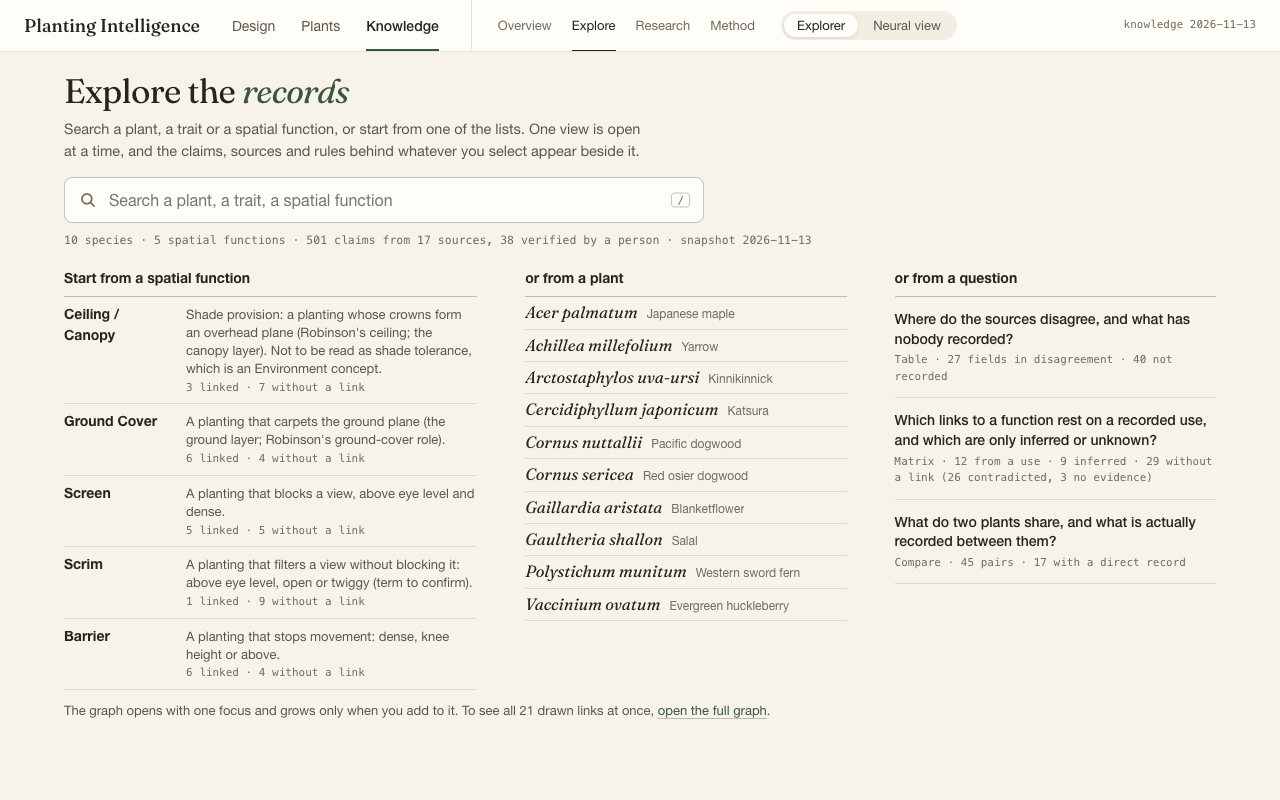 Planting Intelligence
Design
Plants
Knowledge
Overview
Explore
Research
Method
Explorer
Neural view
knowledge 2026-11-13
Explore the records
Search a plant, a trait or a spatial function, or start from one of the lists. One view is open
at a time, and the claims, sources and rules behind whatever you select appear beside it.
Search a plant, a trait, a spatial function
/
10 species · 5 spatial functions · 501 claims from 17 sources, 38 verified by a person · snapshot 2026-11-13
Start from a spatial function
Ceiling /
Canopy
Shade provision: a planting whose crowns form
an overhead plane (Robinson's ceiling; the
canopy layer). Not to be read as shade tolerance,
which is an Environment concept.
3 linked · 7 without a link
Ground Cover
A planting that carpets the ground plane (the
ground layer; Robinson's ground-cover role).
6 linked · 4 without a link
Screen
A planting that blocks a view, above eye level and
dense.
5 linked · 5 without a link
Scrim
A planting that filters a view without blocking it:
above eye level, open or twiggy (term to confirm).
1 linked · 9 without a link
Barrier
A planting that stops movement: dense, knee
height or above.
6 linked · 4 without a link
or from a plant
Acer palmatum Japanese maple
Achillea millefolium Yarrow
Arctostaphylos uva-ursi Kinnikinnick
Cercidiphyllum japonicum Katsura
Cornus nuttallii Pacific dogwood
Cornus sericea Red osier dogwood
Gaillardia aristata Blanketflower
Gaultheria shallon Salal
Polystichum munitum Western sword fern
Vaccinium ovatum Evergreen huckleberry
or from a question
Where do the sources disagree, and what has
nobody recorded?
Table · 27 fields in disagreement · 40 not
recorded
Which links to a function rest on a recorded use,
and which are only inferred or unknown?
Matrix · 12 from a use · 9 inferred · 29 without
a link (26 contradicted, 3 no evidence)
What do two plants share, and what is actually
recorded between them?
Compare · 45 pairs · 17 with a direct record
The graph opens with one focus and grows only when you add to it. To see all 21 drawn links at once, open the full graph.